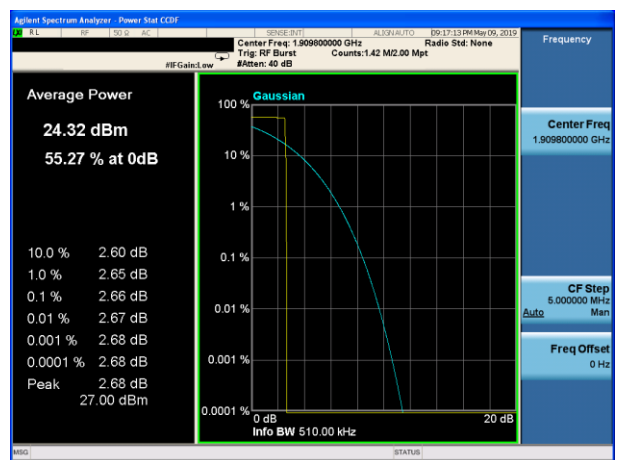 Agilent Spectrum Analyzer - Power Stat CCDF
RL RF 50 Ω AC SENSE:INT ALIGNAUTO 09:17:13 PM May 09, 2019
Center Freq: 1.909800000 GHz Radio Std: None
Trig: RF Burst Counts:1.42 M/2.00 Mpt
#IFGain:Low #Atten: 40 dB
Frequency
Average Power
24.32 dBm
55.27 % at 0dB
10.0 % 2.60 dB
1.0 % 2.65 dB
0.1 % 2.66 dB
0.01 % 2.67 dB
0.001 % 2.68 dB
0.0001 % 2.68 dB
Peak 2.68 dB
27.00 dBm
Gaussian
100 %
10 %
1 %
0.1 %
0.01 %
0.001 %
0.0001 %
0 dB 20 dB
Info BW 510.00 kHz
Center Freq
1.909800000 GHz
CF Step
5.000000 MHz
Auto Man
Freq Offset
0 Hz
MSG STATUS